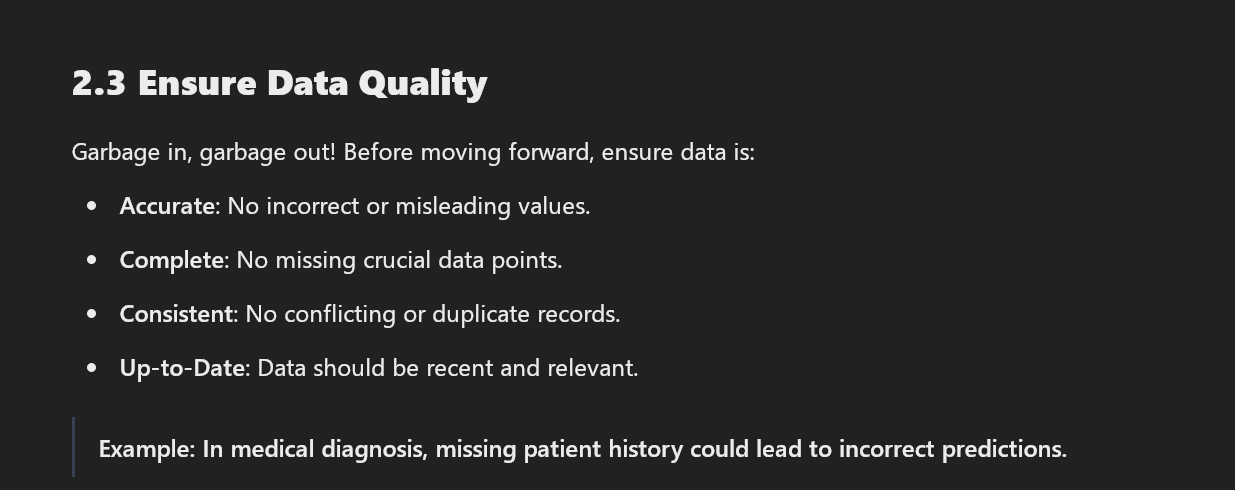 2.3 Ensure Data Quality
Garbage in, garbage out! Before moving forward, ensure data is:
• Accurate: No incorrect or misleading values.
• Complete: No missing crucial data points.
• Consistent: No conflicting or duplicate records.
• Up-to-Date: Data should be recent and relevant.
Example: In medical diagnosis, missing patient history could lead to incorrect predictions.